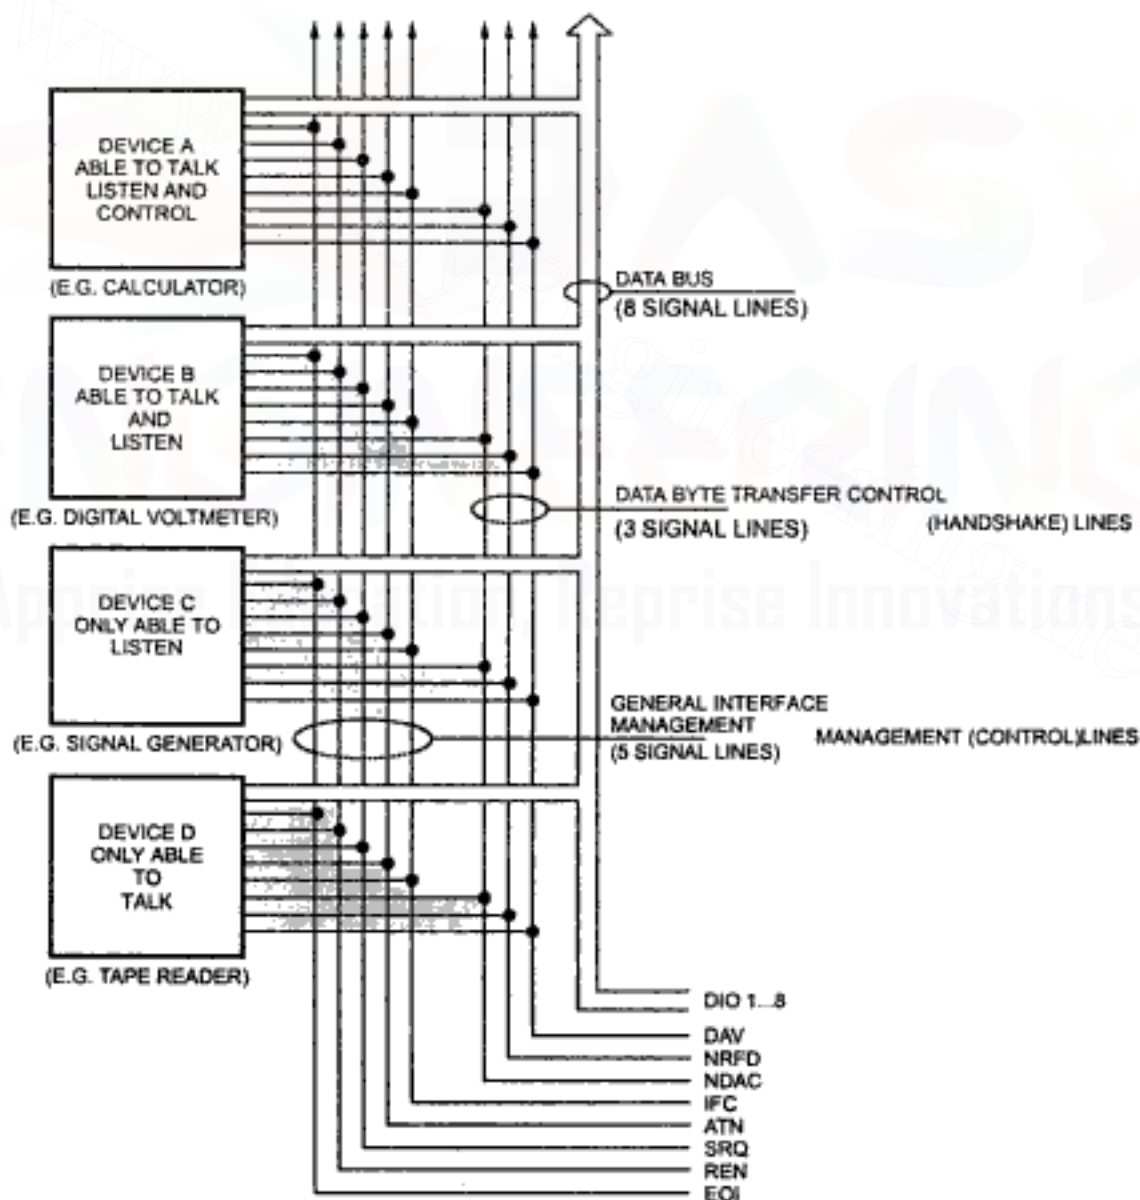 DEVICE A
ABLE TO TALK
LISTEN AND
CONTROL
(E.G. CALCULATOR)
DATA BUS
(8 SIGNAL LINES)
DEVICE B
ABLE TO TALK
AND
LISTEN
(E.G. DIGITAL VOLTMETER)
DATA BYTE TRANSFER CONTROL
(3 SIGNAL LINES)
(HANDSHAKE) LINES
DEVICE C
ONLY ABLE TO
LISTEN
(E.G. SIGNAL GENERATOR)
GENERAL INTERFACE
MANAGEMENT
(5 SIGNAL LINES)
MANAGEMENT (CONTROL)LINES
DEVICE D
ONLY ABLE
TO
TALK
(E.G. TAPE READER)
DIO 1...8
DAV
NRFD
NDAC
IFC
ATN
SRQ
REN
EOI